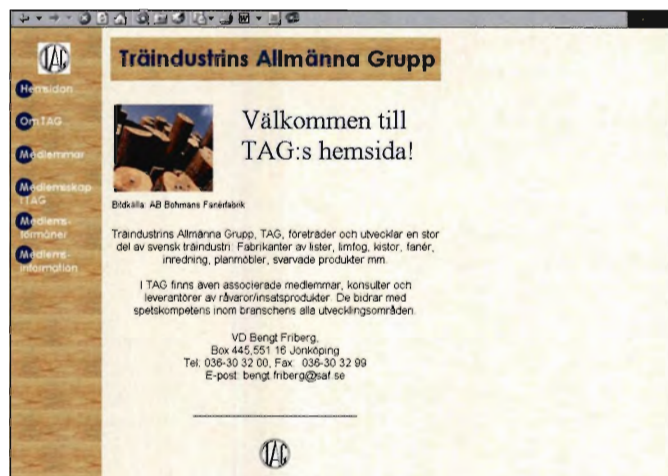 TAG
Träindustrins Allmänna Grupp
Hemsidan
Om TAG
Medlemmar
Medlemsskap
i TAG
Medlems-
förmåner
Medlems-
information
Välkommen till
TAG:s hemsida!
Bildkälla: AB Bohmans Fanérfabrik
Träindustrins Allmänna Grupp, TAG, företräder och utvecklar en stor
del av svensk träindustri: Fabrikanter av lister, limfog, kistor, fanér,
inredning, planmöbler, svarvade produkter mm.
I TAG finns även associerade medlemmar, konsulter och
leverantörer av råvaror/insatsprodukter. De bidrar med
spetskompetens inom branschens alla utvecklingsområden.
VD Bengt Friberg,
Box 445,551 16 Jönköping
Tel: 036-30 32 00, Fax: 036-30 32 99
E-post: bengt.friberg@saf.se
TAG